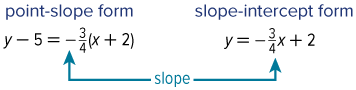 point-slope form slope-intercept form
y − 5 = −3/4(x + 2) y = −3/4x + 2
slope